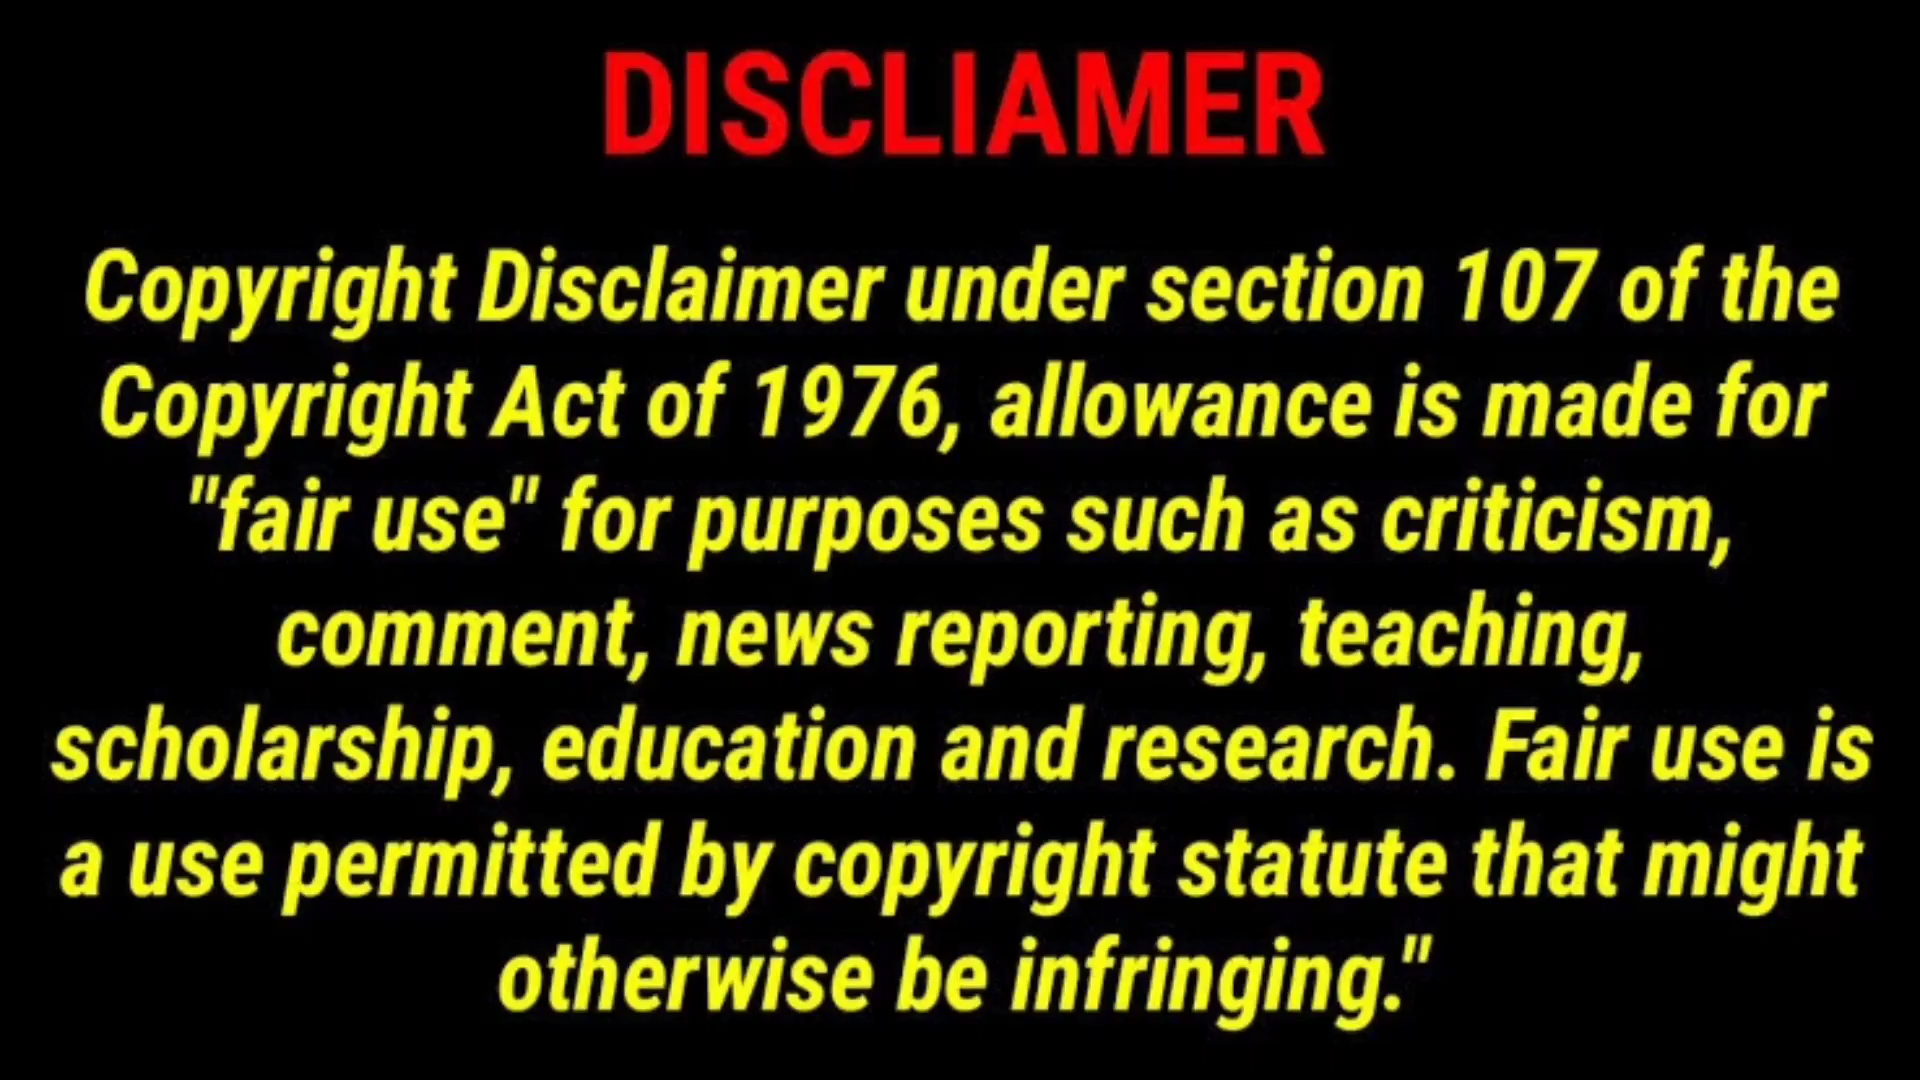 DISCLIAMER
Copyright Disclaimer under section 107 of the
Copyright Act of 1976, allowance is made for
"fair use" for purposes such as criticism,
comment, news reporting, teaching,
scholarship, education and research. Fair use is
a use permitted by copyright statute that might
otherwise be infringing."